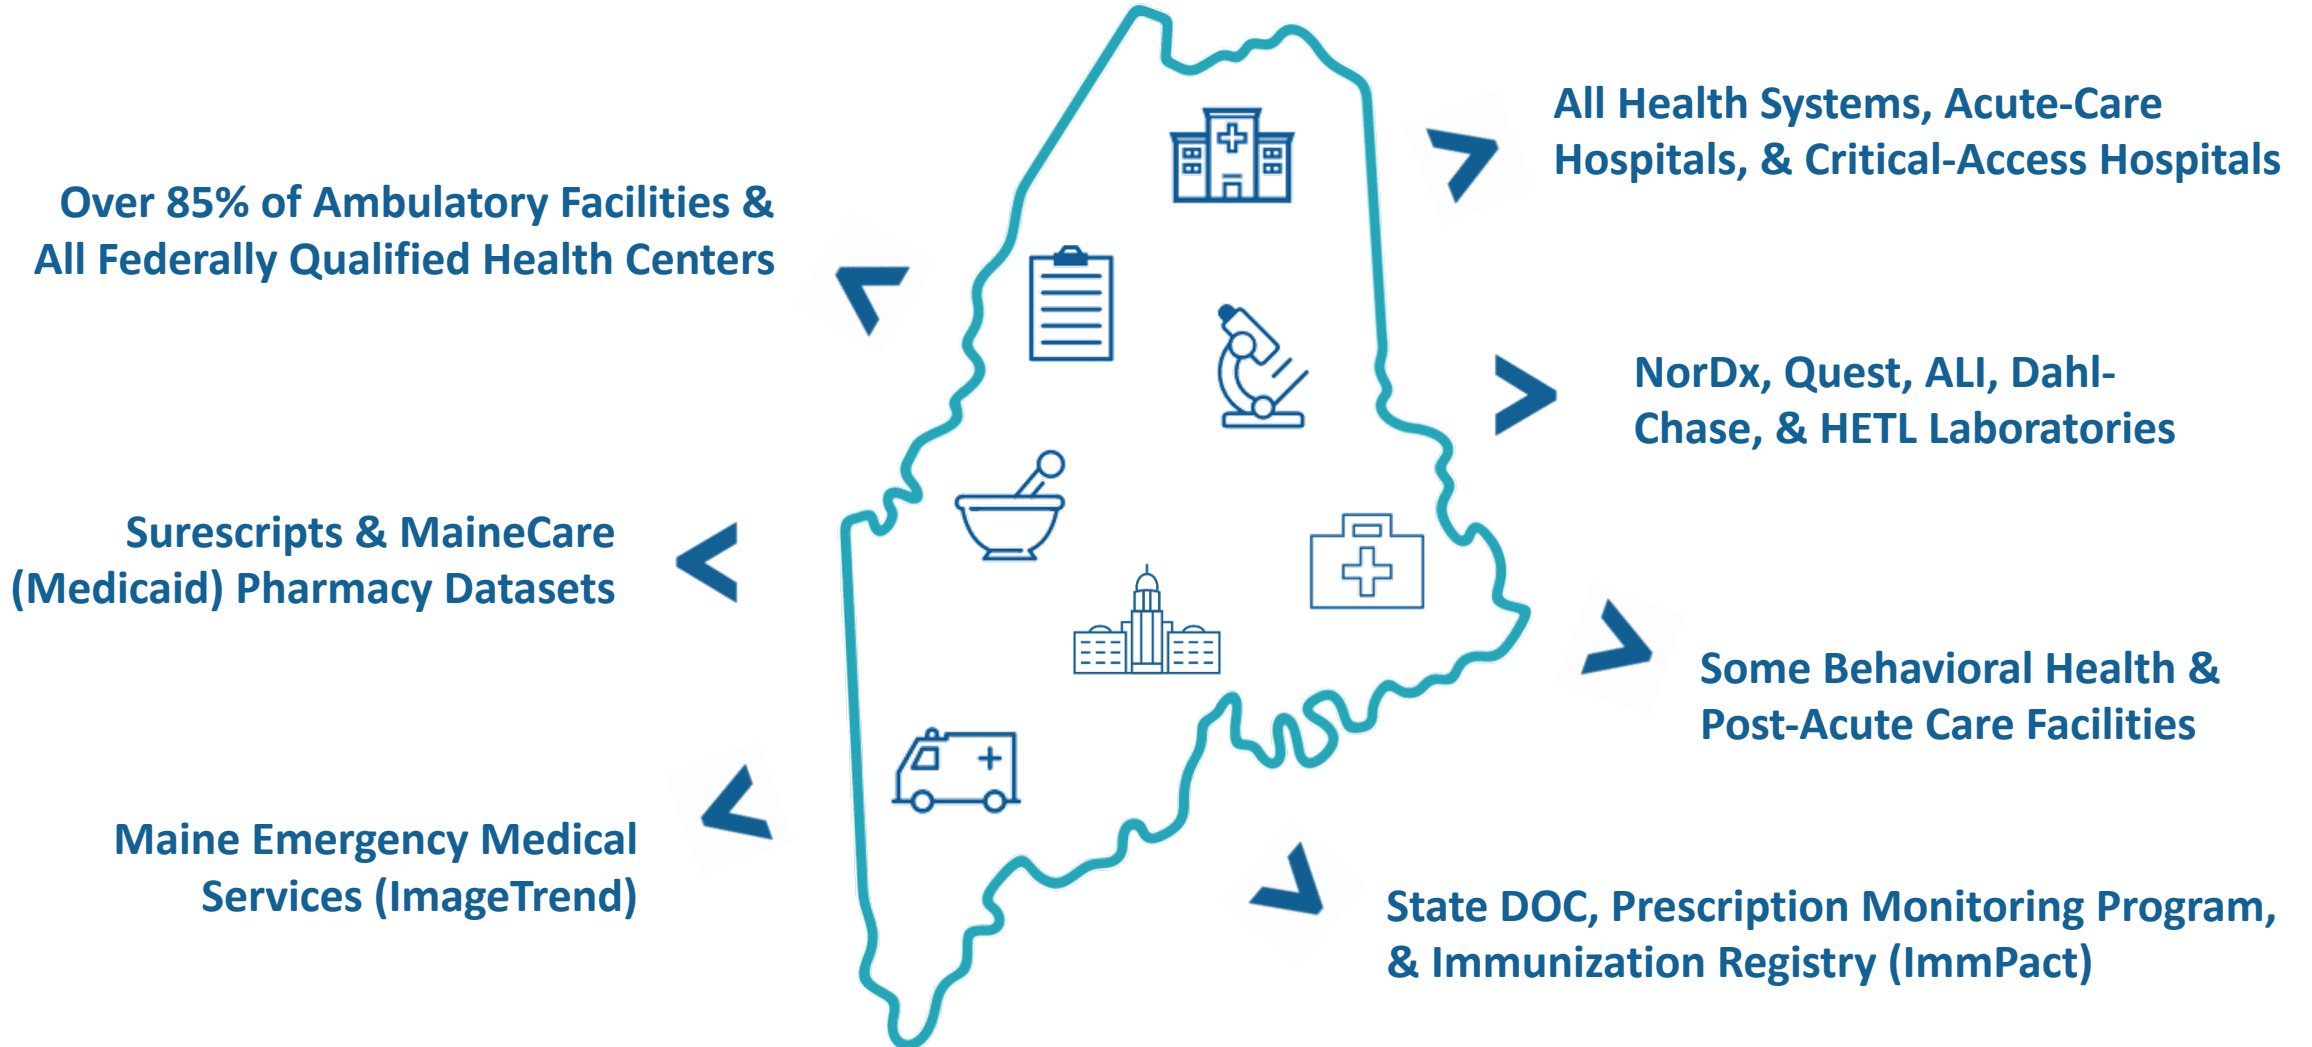 All Health Systems, Acute-Care
Hospitals, & Critical-Access Hospitals
Over 85% of Ambulatory Facilities &
All Federally Qualified Health Centers
NorDx, Quest, ALI, Dahl-
Chase, & HETL Laboratories
Surescripts & MaineCare
(Medicaid) Pharmacy Datasets
Some Behavioral Health &
Post-Acute Care Facilities
Maine Emergency Medical
Services (ImageTrend)
State DOC, Prescription Monitoring Program,
& Immunization Registry (ImmPact)